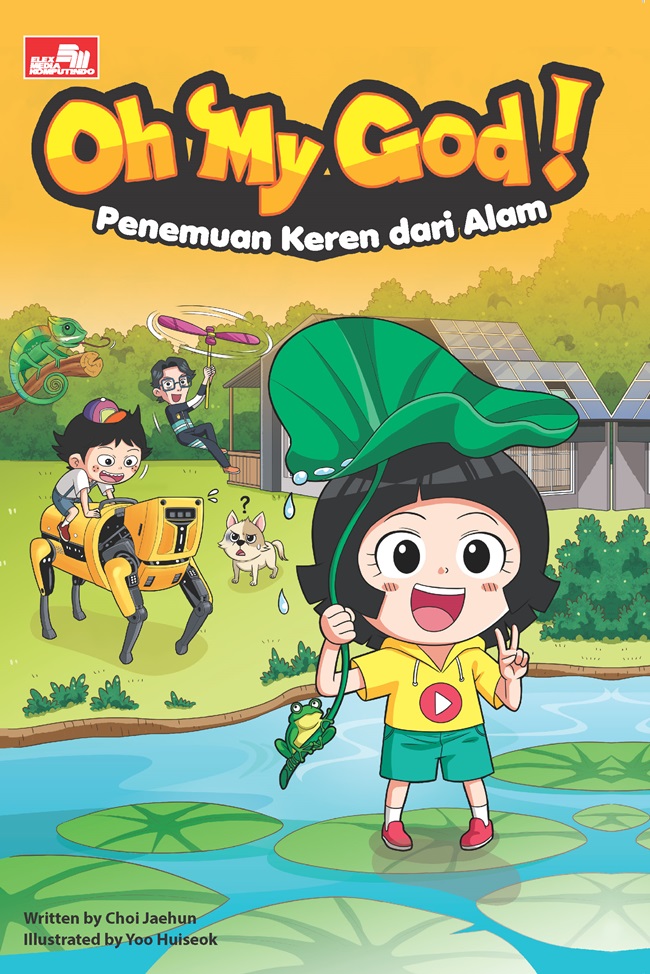 ELEX
MEDIA
KOMPUTINDO
Oh My God!
Penemuan Keren dari Alam
?
Written by Choi Jaehun
Illustrated by Yoo Huiseok